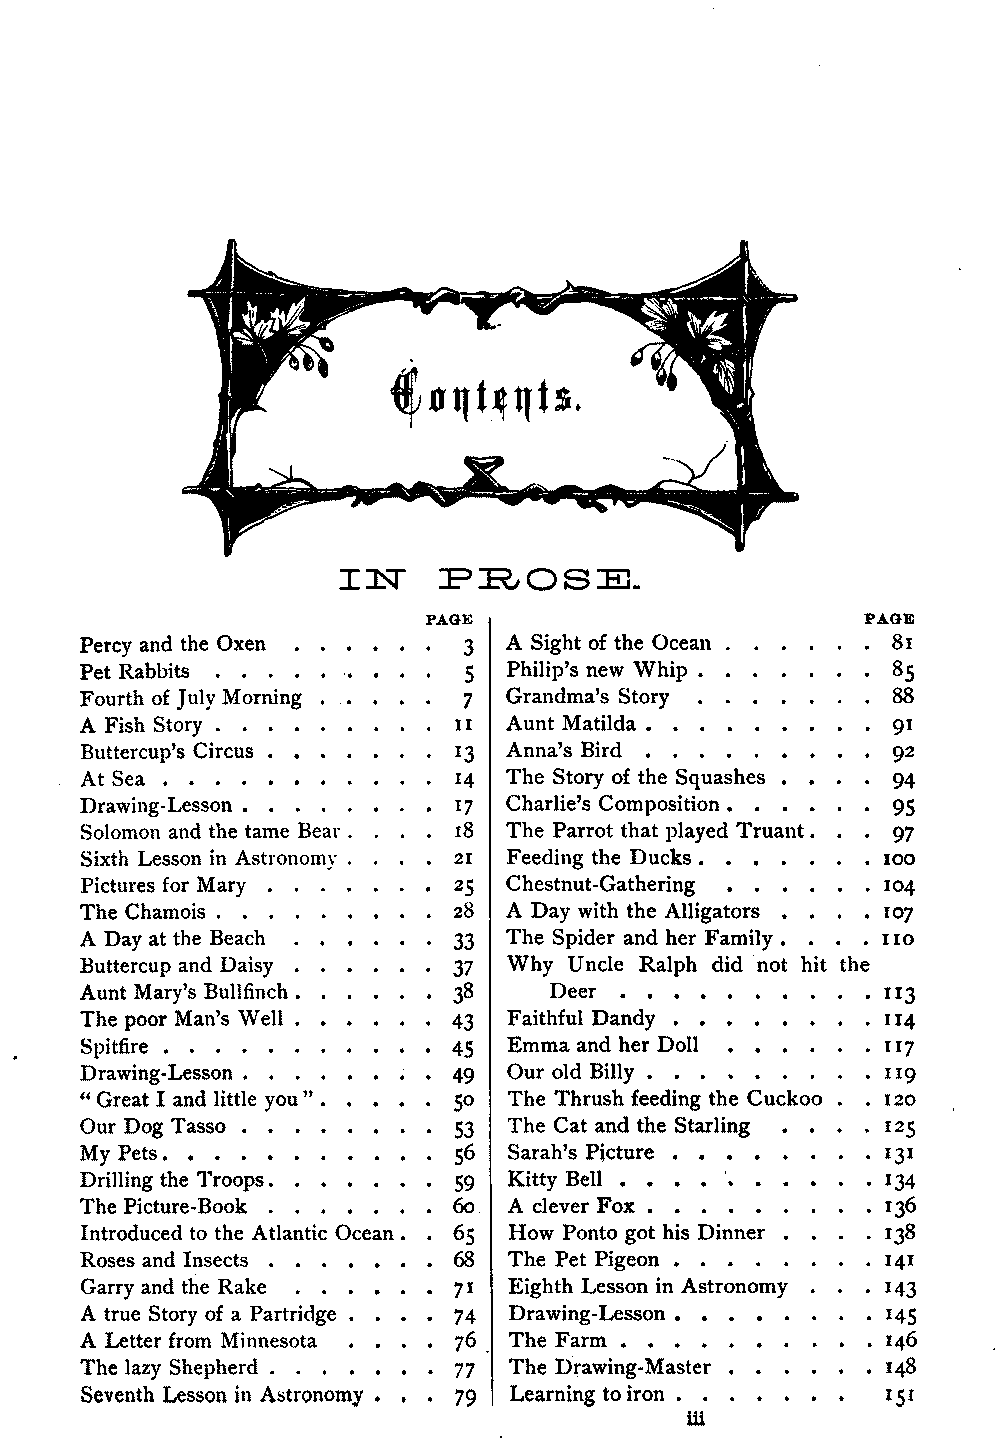 Contents.
IN PROSE.
PAGE
Percy and the Oxen . . . . . . 3
Pet Rabbits . . . . . . . . . 5
Fourth of July Morning . . . . . 7
A Fish Story . . . . . . . . . 11
Buttercup's Circus . . . . . . . 13
At Sea . . . . . . . . . . . 14
Drawing-Lesson . . . . . . . . 17
Solomon and the tame Bear . . . . 18
Sixth Lesson in Astronomy . . . . 21
Pictures for Mary . . . . . . . 25
The Chamois . . . . . . . . . 28
A Day at the Beach . . . . . . 33
Buttercup and Daisy . . . . . . 37
Aunt Mary's Bullfinch . . . . . . 38
The poor Man's Well . . . . . . 43
Spitfire . . . . . . . . . . . 45
Drawing-Lesson . . . . . . . . 49
"Great I and little you" . . . . . 50
Our Dog Tasso . . . . . . . . 53
My Pets . . . . . . . . . . . 56
Drilling the Troops . . . . . . . 59
The Picture-Book . . . . . . . 60
Introduced to the Atlantic Ocean . . 65
Roses and Insects . . . . . . . 68
Garry and the Rake . . . . . . 71
A true Story of a Partridge . . . . 74
A Letter from Minnesota . . . . 76
The lazy Shepherd . . . . . . . 77
Seventh Lesson in Astronomy . . . 79
PAGE
A Sight of the Ocean . . . . . . 81
Philip's new Whip . . . . . . . 85
Grandma's Story . . . . . . . 88
Aunt Matilda . . . . . . . . . 91
Anna's Bird . . . . . . . . . 92
The Story of the Squashes . . . . 94
Charlie's Composition . . . . . . 95
The Parrot that played Truant . . . 97
Feeding the Ducks . . . . . . . 100
Chestnut-Gathering . . . . . . 104
A Day with the Alligators . . . . 107
The Spider and her Family . . . . 110
Why Uncle Ralph did not hit the
Deer . . . . . . . . . . 113
Faithful Dandy . . . . . . . . 114
Emma and her Doll . . . . . . 117
Our old Billy . . . . . . . . . 119
The Thrush feeding the Cuckoo . . 120
The Cat and the Starling . . . . 125
Sarah's Picture . . . . . . . . 131
Kitty Bell . . . . . . . . . . 134
A clever Fox . . . . . . . . . 136
How Ponto got his Dinner . . . . 138
The Pet Pigeon . . . . . . . . 141
Eighth Lesson in Astronomy . . . 143
Drawing-Lesson . . . . . . . . 145
The Farm . . . . . . . . . . 146
The Drawing-Master . . . . . . 148
Learning to iron . . . . . . . 151
iii